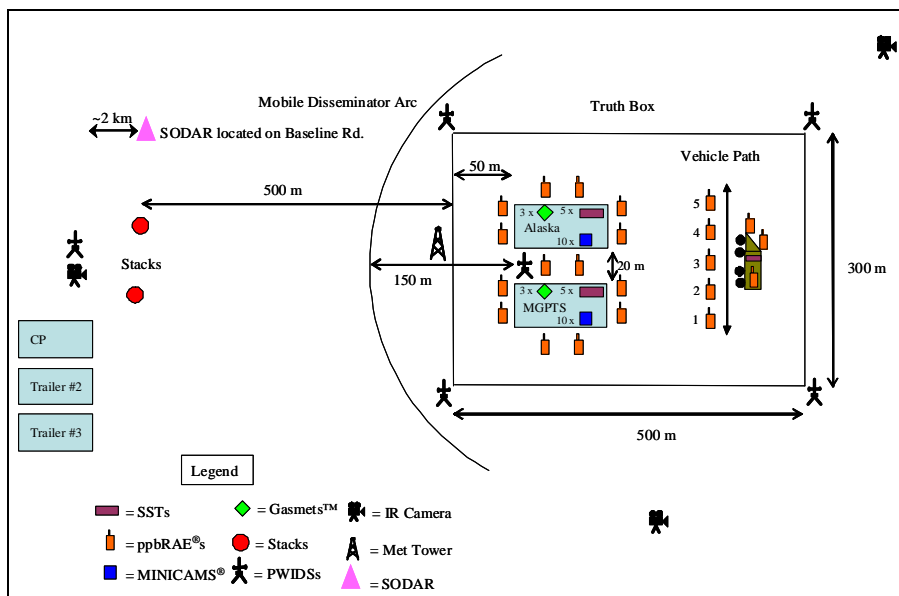 Mobile Disseminator Arc
Truth Box
~2 km
SODAR located on Baseline Rd.
Vehicle Path
50 m
500 m
3 x
5 x
Alaska
10 x
5
4
3
2
1
Stacks
150 m
20 m
300 m
3 x
5 x
MGPTS
10 x
CP
Trailer #2
Trailer #3
500 m
Legend
= SSTs
= Gasmets™
= IR Camera
= ppbRAE®s
= Stacks
= Met Tower
= MINICAMS®
= PWIDSs
= SODAR